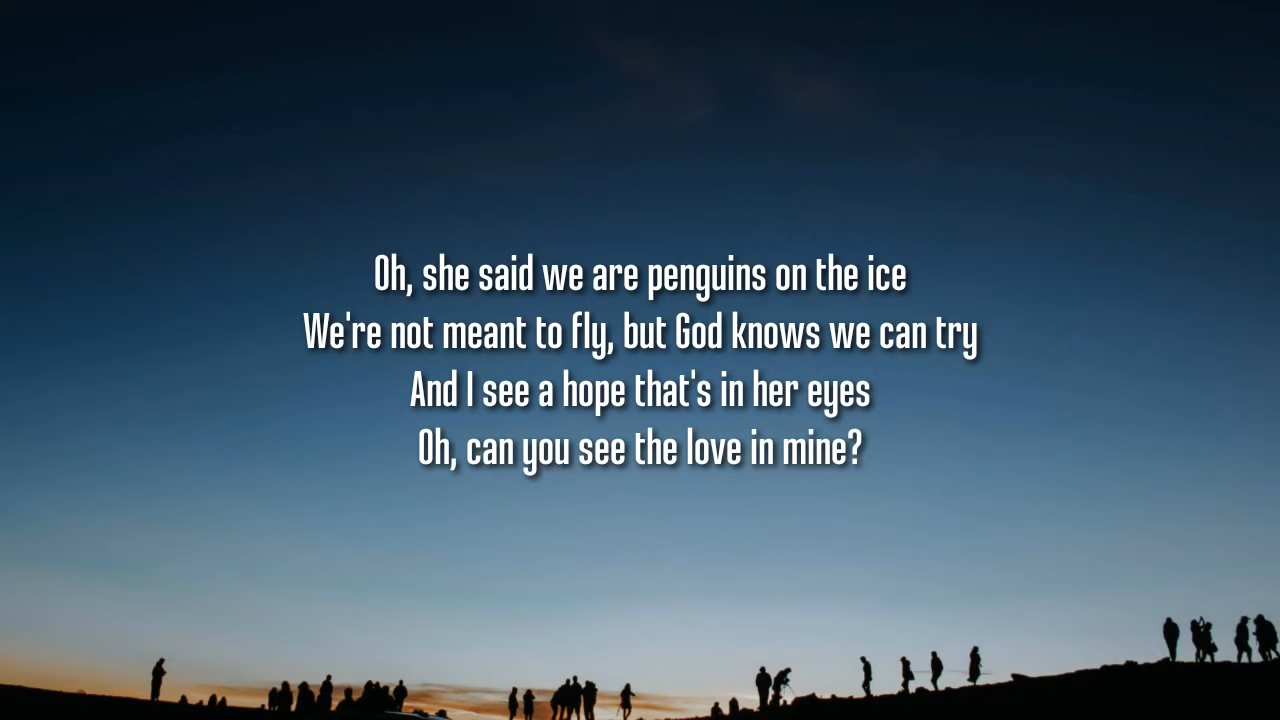 Oh, she said we are penguins on the ice
We're not meant to fly, but God knows we can try
And I see a hope that's in her eyes
Oh, can you see the love in mine?